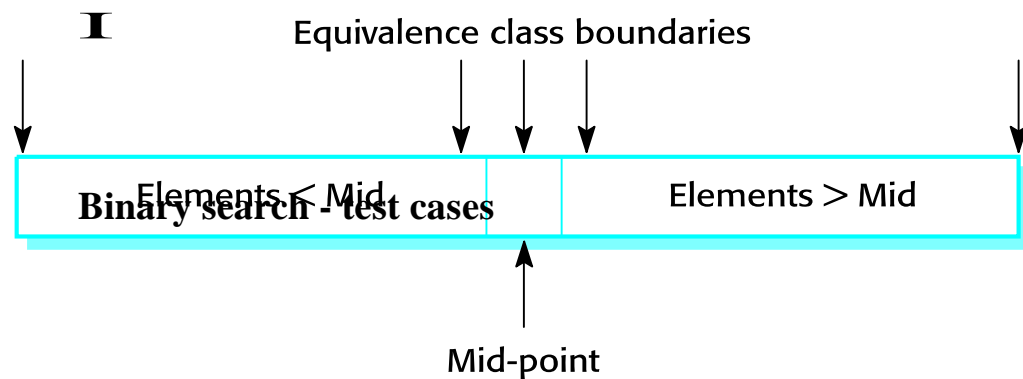 I
Equivalence class boundaries
Elements < Mid
Elements > Mid
Binary search - test cases
Mid-point